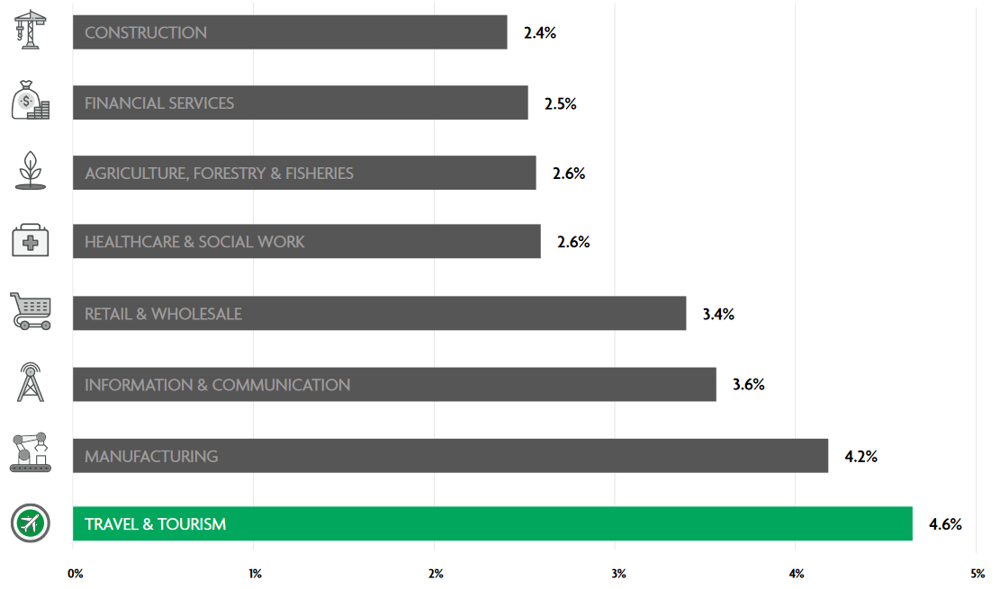 CONSTRUCTION 2.4%
$
FINANCIAL SERVICES 2.5%
AGRICULTURE, FORESTRY & FISHERIES 2.6%
HEALTHCARE & SOCIAL WORK 2.6%
RETAIL & WHOLESALE 3.4%
INFORMATION & COMMUNICATION 3.6%
MANUFACTURING 4.2%
TRAVEL & TOURISM 4.6%
0% 1% 2% 3% 4% 5%